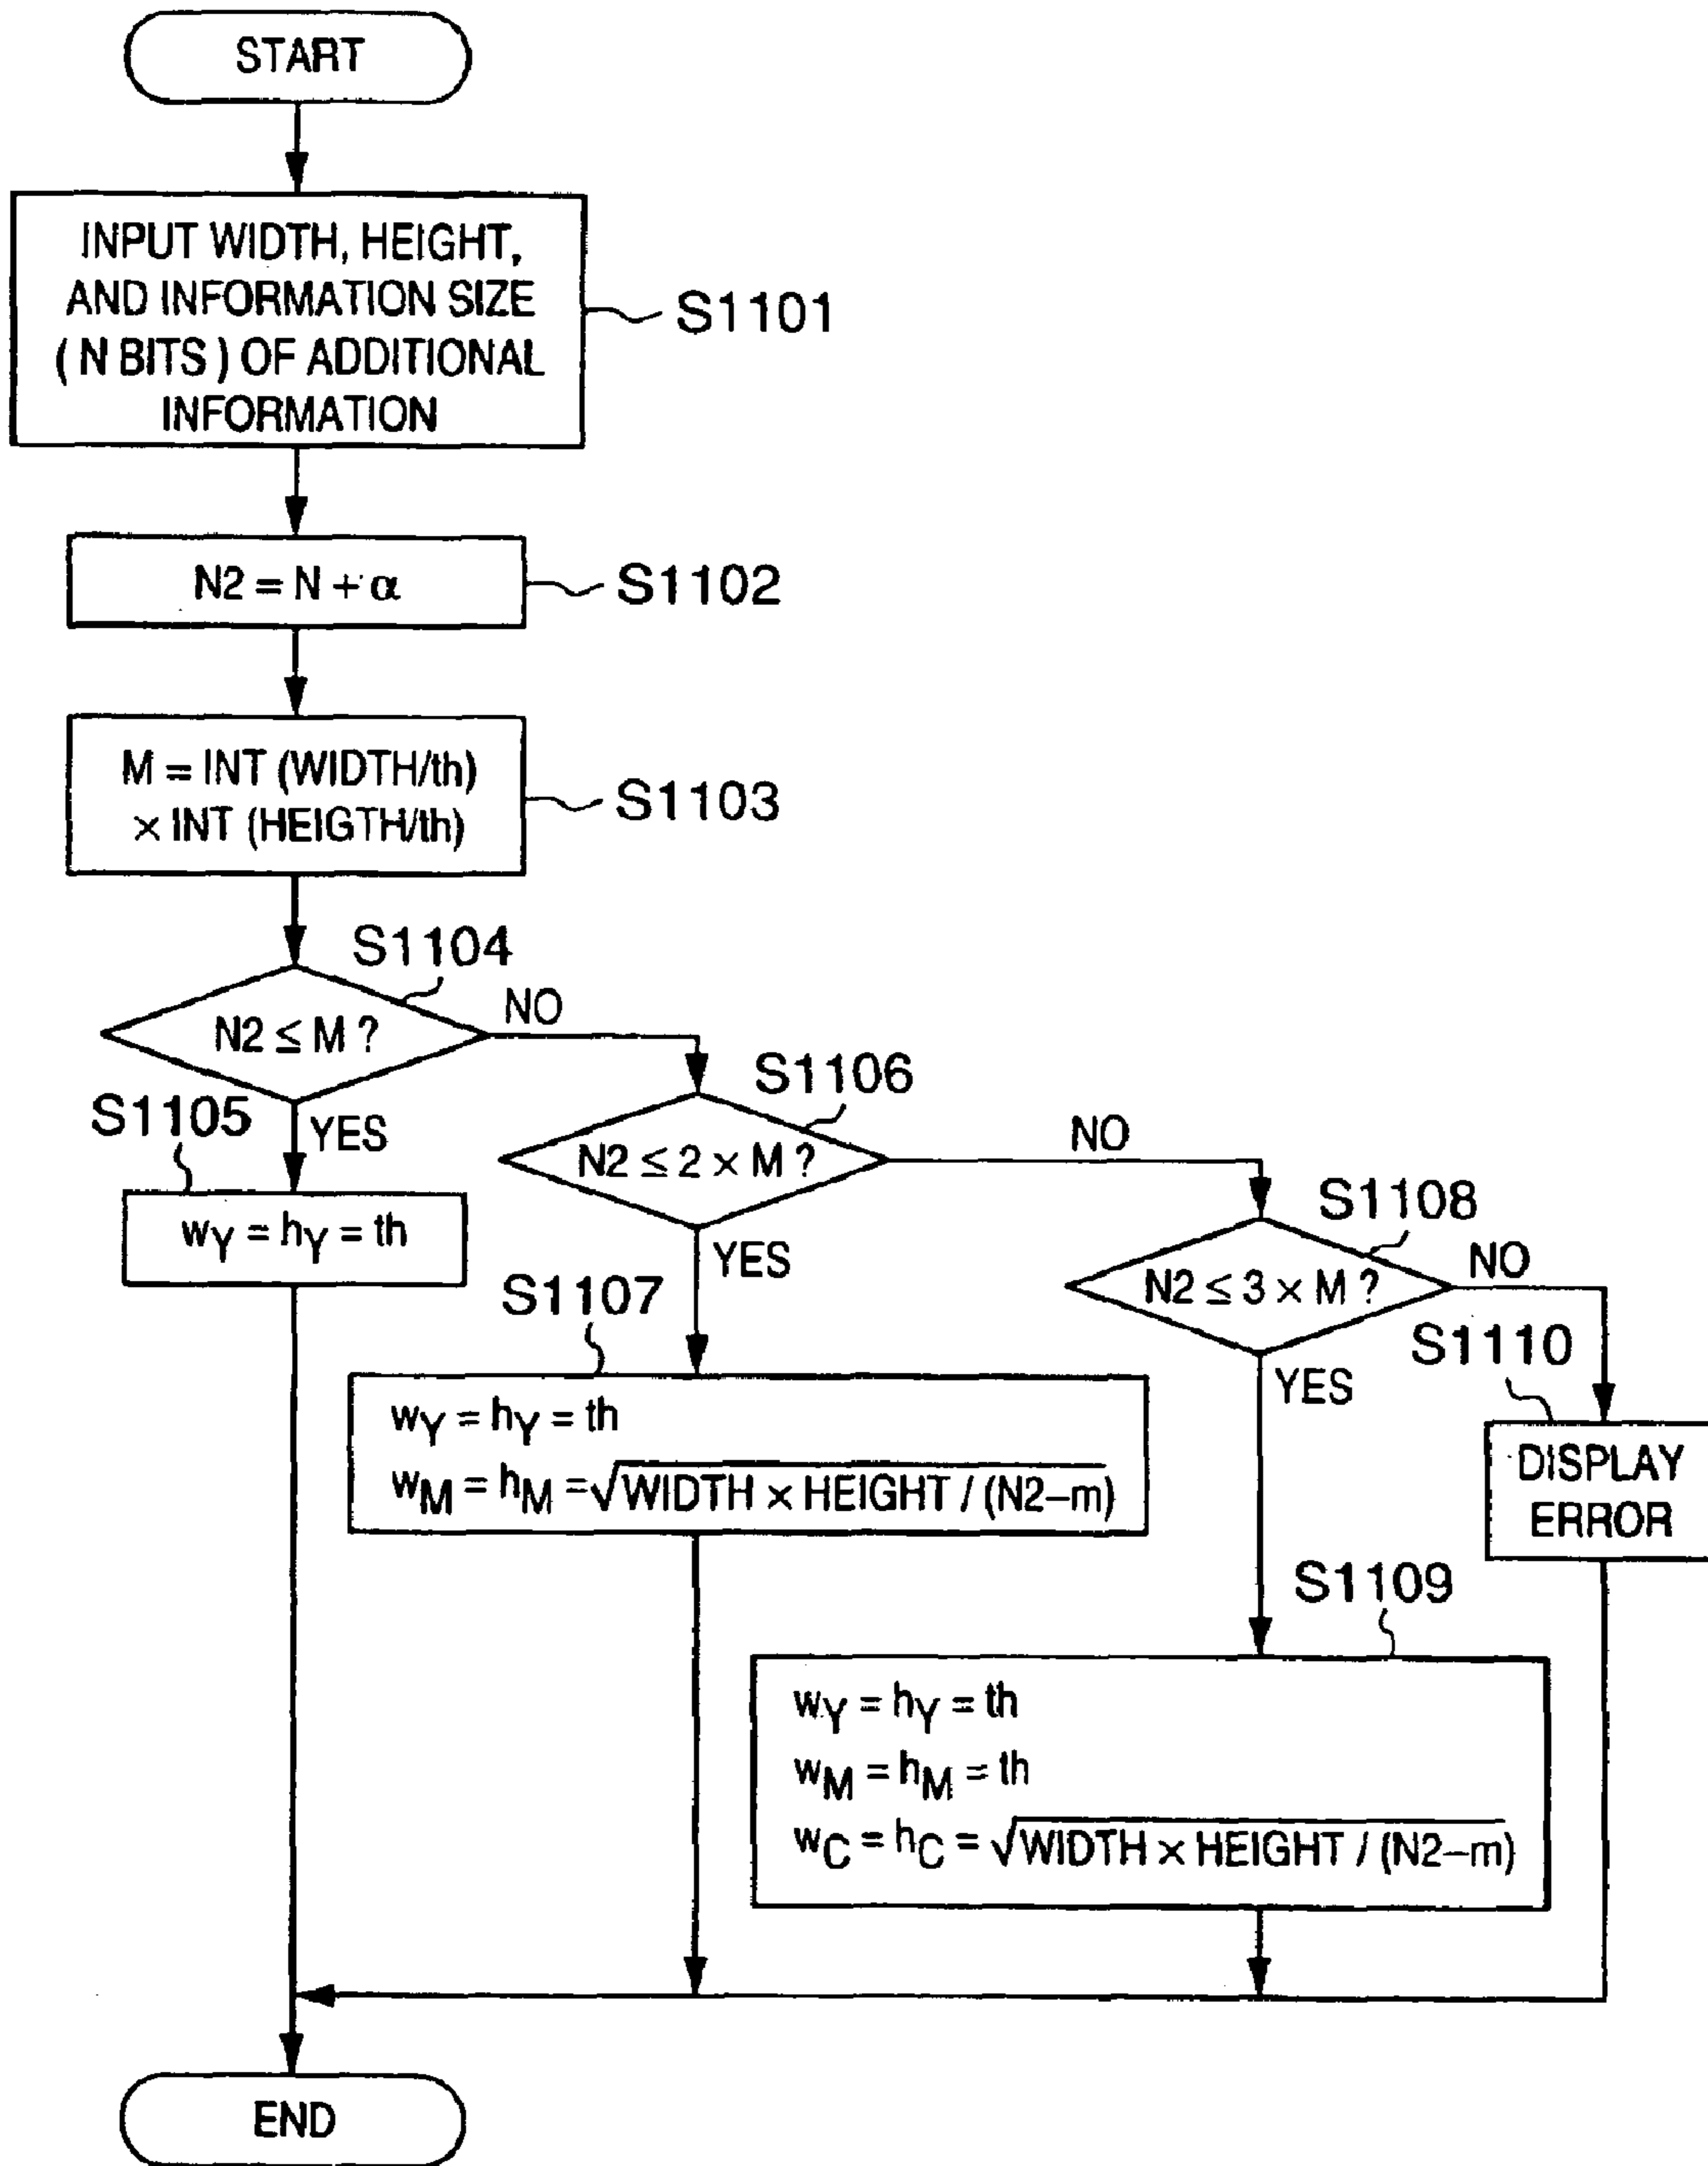 START
INPUT WIDTH, HEIGHT,
AND INFORMATION SIZE
( N BITS ) OF ADDITIONAL
INFORMATION
S1101
N2 = N + α
S1102
M = INT (WIDTH/th)
× INT (HEIGTH/th)
S1103
S1104
N2 ≤ M ?
NO
YES
S1105
wY = hY = th
S1106
N2 ≤ 2 × M ?
NO
YES
S1107
wY = hY = th
wM = hM = √WIDTH × HEIGHT / (N2−m)
S1108
N2 ≤ 3 × M ?
NO
YES
S1110
DISPLAY
ERROR
S1109
wY = hY = th
wM = hM = th
wC = hC = √WIDTH × HEIGHT / (N2−m)
END